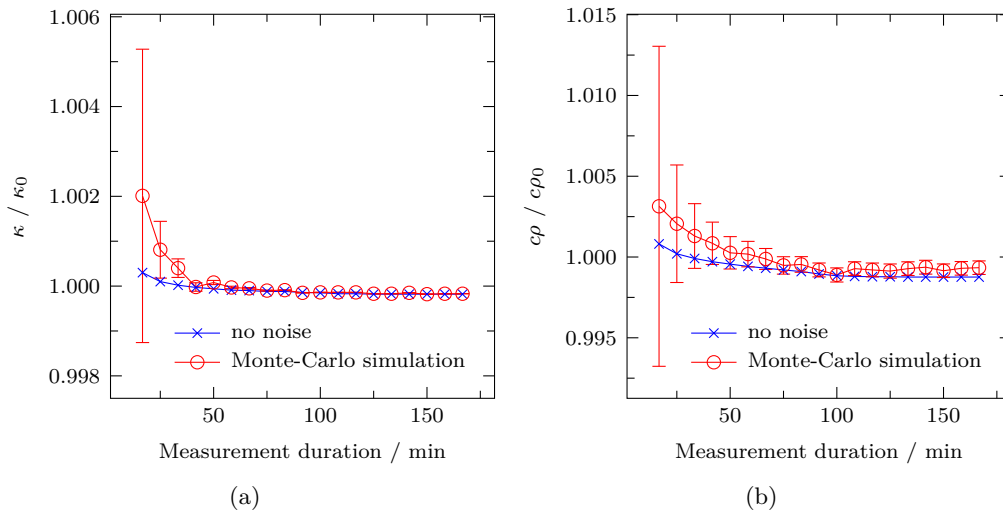 1.006
1.004
1.002
1.000
0.998
κ / κ0
50
100
150
Measurement duration / min
no noise
Monte-Carlo simulation
(a)
1.015
1.010
1.005
1.000
0.995
cρ / cρ0
50
100
150
Measurement duration / min
no noise
Monte-Carlo simulation
(b)